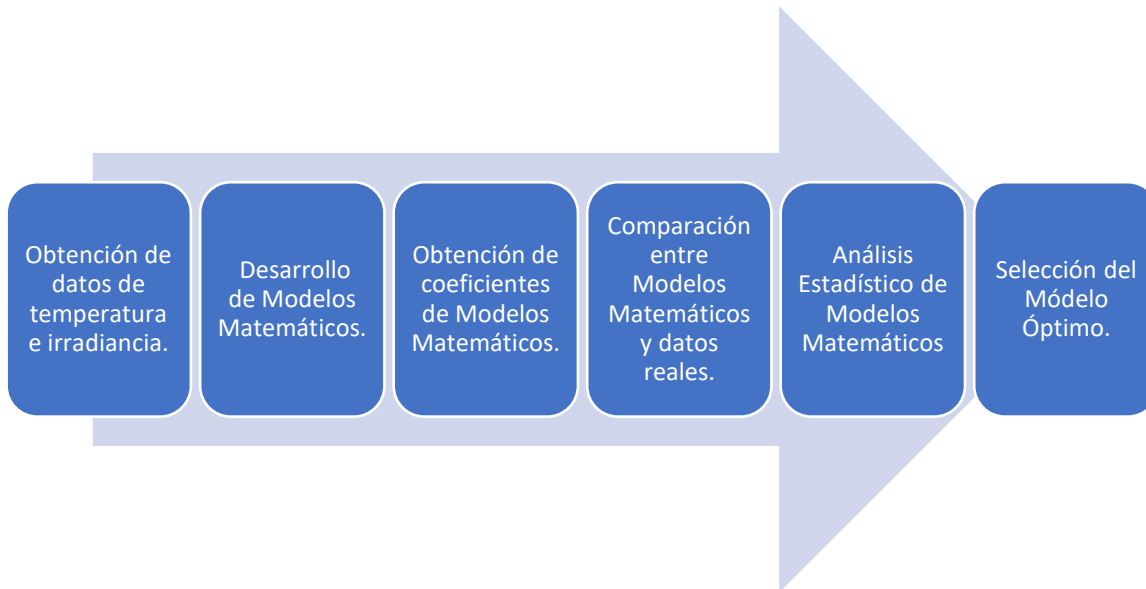 Obtención de
datos de
temperatura
e irradiancia.
Desarrollo
de Modelos
Matemáticos.
Obtención de
coeficientes
de Modelos
Matemáticos.
Comparación
entre
Modelos
Matemáticos
y datos
reales.
Análisis
Estadístico de
Modelos
Matemáticos
Selección del
Módelo
Óptimo.